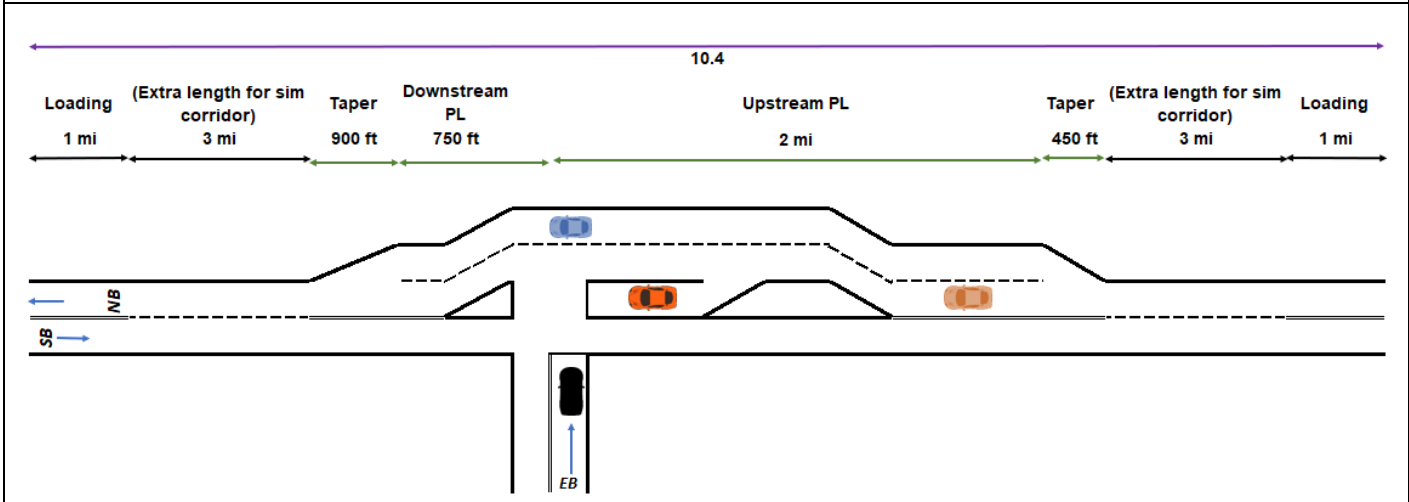 10.4
Loading
1 mi
(Extra length for sim
corridor)
3 mi
Taper
900 ft
Downstream
PL
750 ft
Upstream PL
2 mi
Taper
450 ft
(Extra length for sim
corridor)
3 mi
Loading
1 mi
NB
SB
EB